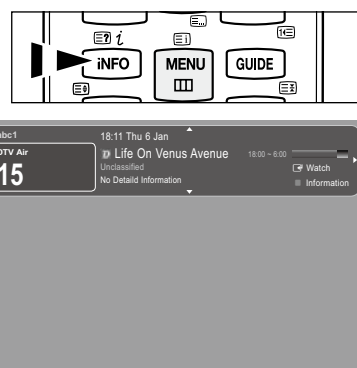 iNFO MENU GUIDE
abc1
18:11 Thu 6 Jan
DTV Air
15
Life On Venus Avenue
18:00 ~ 6:00
Unclassified
Watch
No Detaild Information
Information